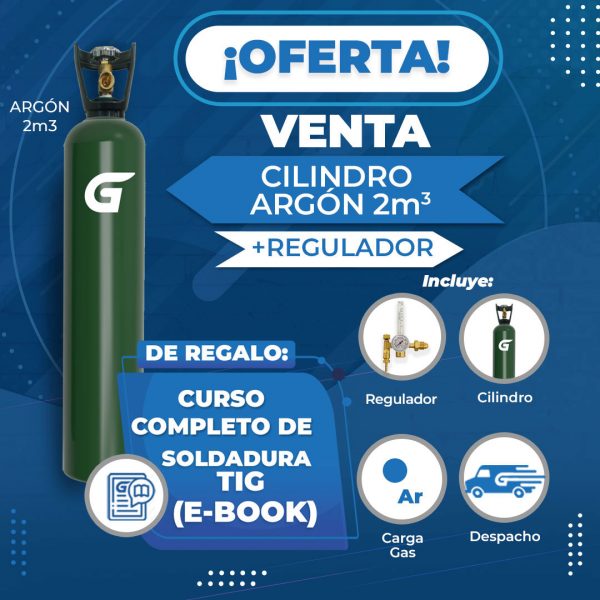 ¡OFERTA!
ARGÓN
2m3
VENTA
CILINDRO
ARGÓN 2m³
+REGULADOR
Incluye:
G
Regulador
G
Cilindro
DE REGALO:
CURSO
COMPLETO DE
SOLDADURA
TIG
(E-BOOK)
G
Ar
Carga
Gas
G
Despacho